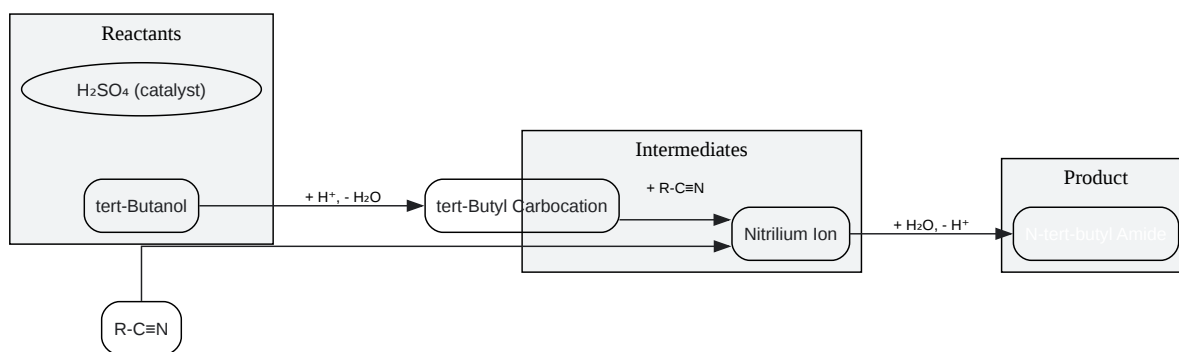 Reactants
H₂SO₄ (catalyst)
tert-Butanol
+ H⁺, - H₂O
tert-Butyl Carbocation
Intermediates
+ R-C≡N
Nitrilium Ion
+ H₂O, - H⁺
Product
N-tert-butyl Amide
R-C≡N